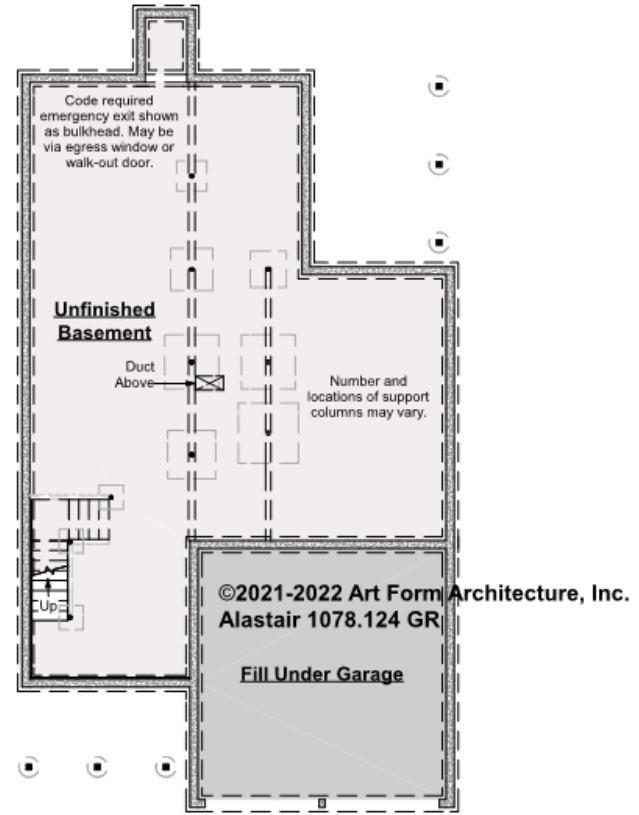 Code required
emergency exit shown
as bulkhead. May be
via egress window or
walk-out door.
Unfinished
Basement
Duct
Above
Number and
locations of support
columns may vary.
Up
©2021-2022 Art Form Architecture, Inc.
Alastair 1078.124 GR
Fill Under Garage